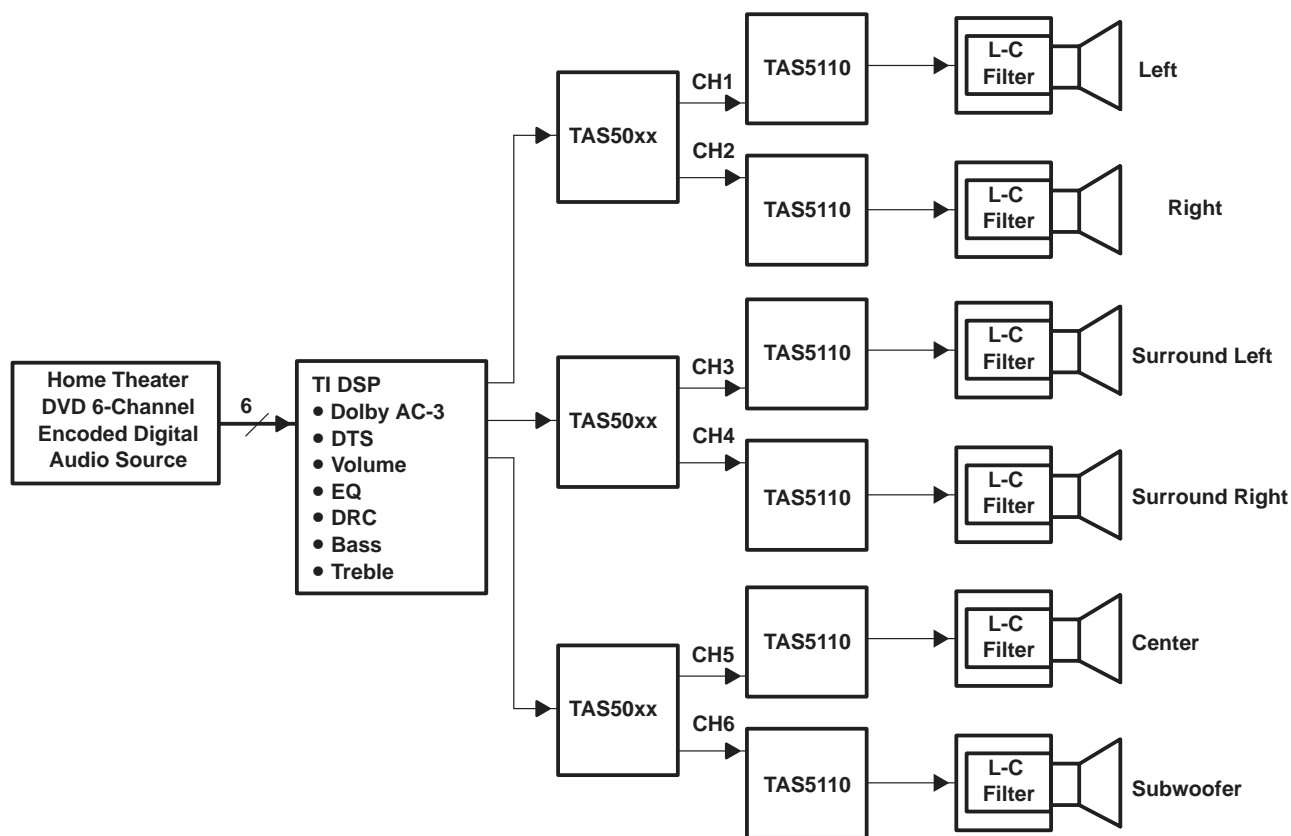 Home Theater
DVD 6-Channel
Encoded Digital
Audio Source
6
TI DSP
● Dolby AC-3
● DTS
● Volume
● EQ
● DRC
● Bass
● Treble
TAS50xx
CH1
CH2
TAS5110
L-C
Filter
Left
TAS5110
L-C
Filter
Right
TAS50xx
CH3
CH4
TAS5110
L-C
Filter
Surround Left
TAS5110
L-C
Filter
Surround Right
TAS50xx
CH5
CH6
TAS5110
L-C
Filter
Center
TAS5110
L-C
Filter
Subwoofer